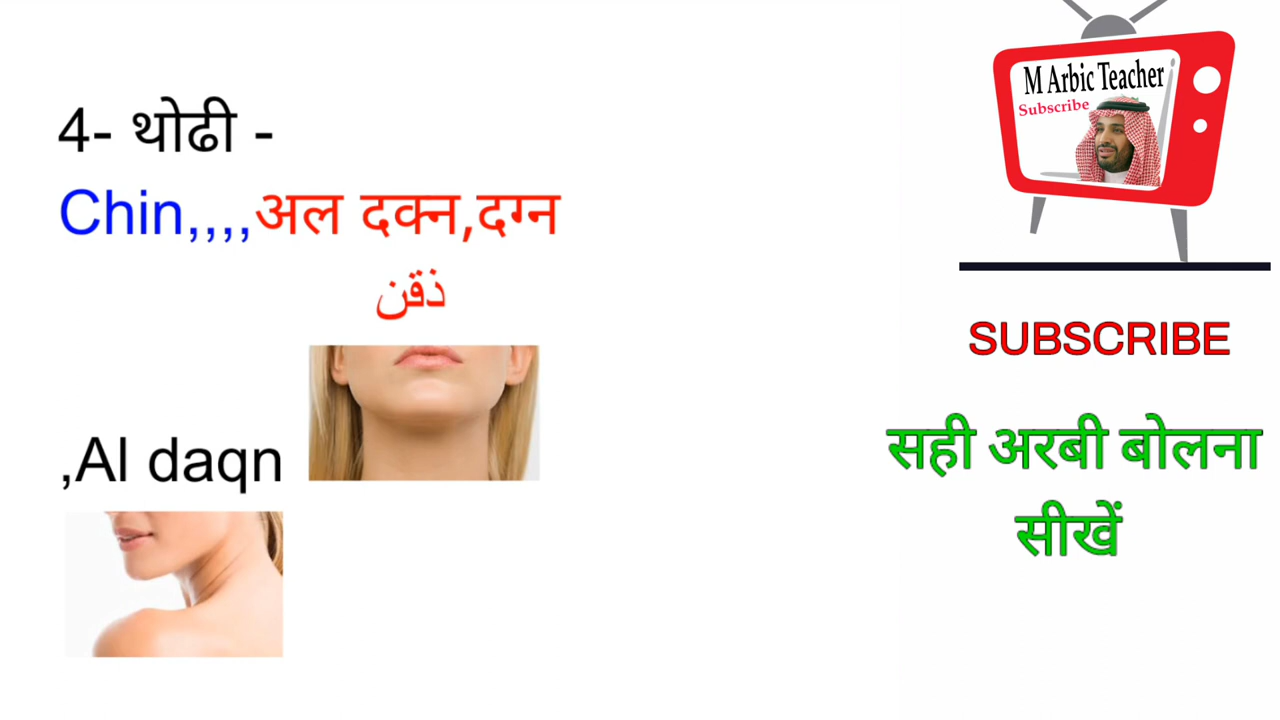 4- थोढी -
Chin,,,,अल दक्न,दग्न
ذقن
,Al daqn
M Arbic Teacher
Subscribe
SUBSCRIBE
सही अरबी बोलना
सीखें